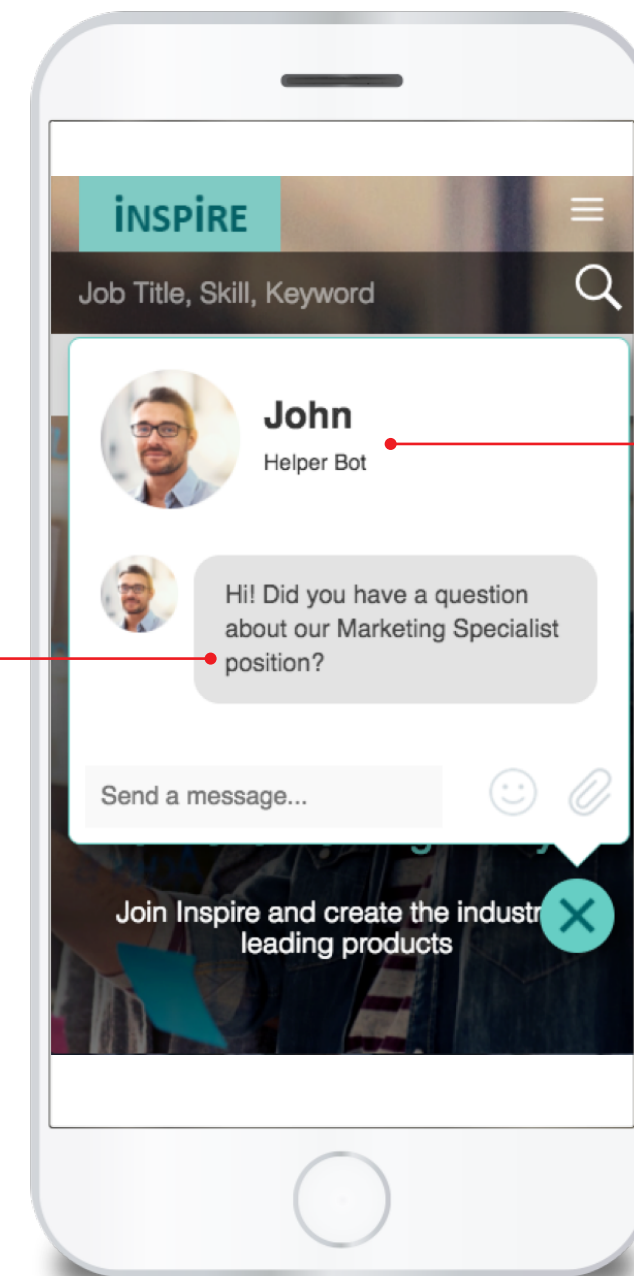 iNSPiRE
Job Title, Skill, Keyword
John
Helper Bot
Hi! Did you have a question
about our Marketing Specialist
position?
Send a message...
Join Inspire and create the industr
leading products